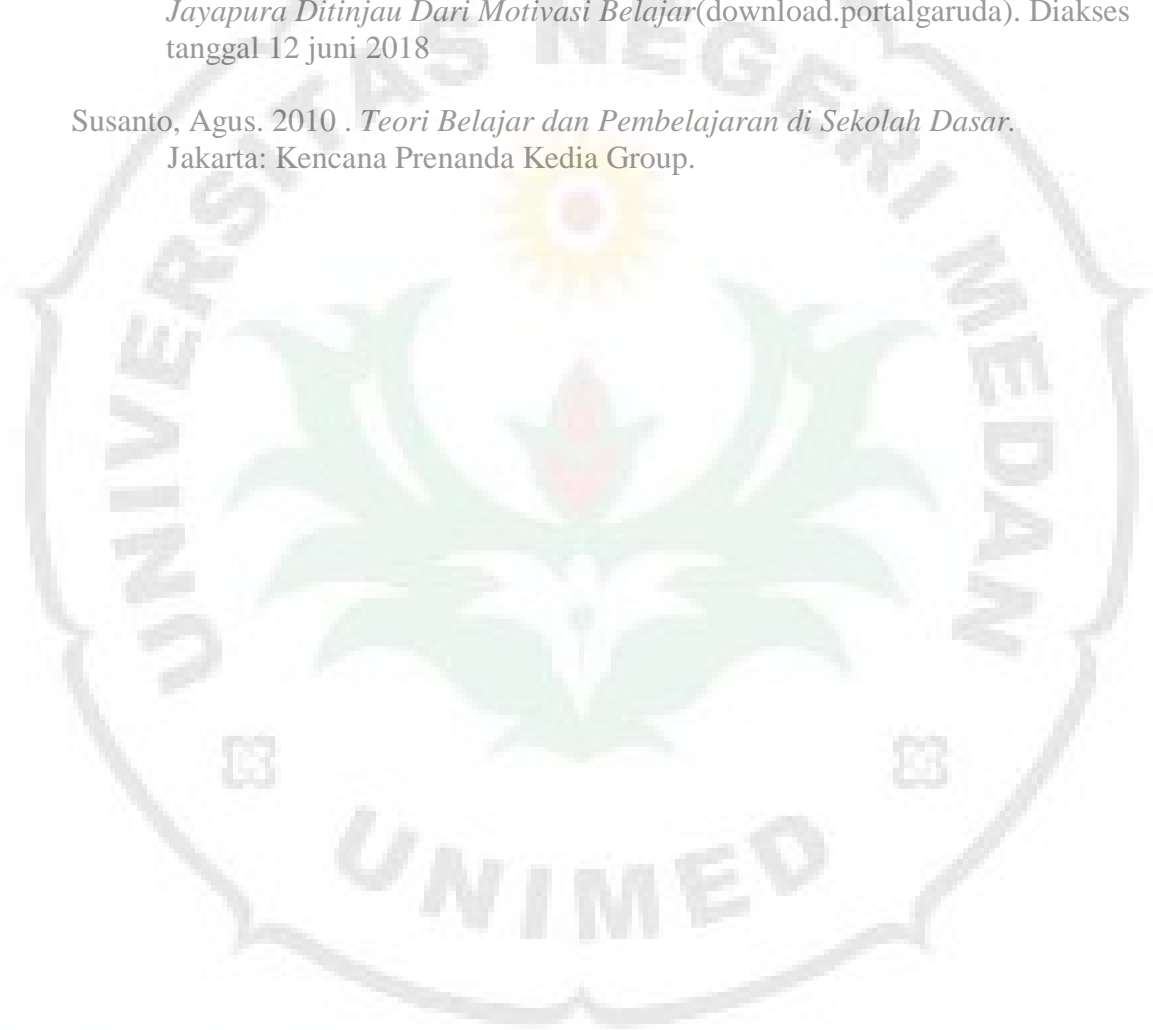 Jayapura Ditinjau Dari Motivasi Belajar(download.portalgaruda). Diakses
tanggal 12 juni 2018
Susanto, Agus. 2010 . Teori Belajar dan Pembelajaran di Sekolah Dasar.
Jakarta: Kencana Prenanda Kedia Group.
UNIVERSITAS NEGERI MEDAN
UNIMED